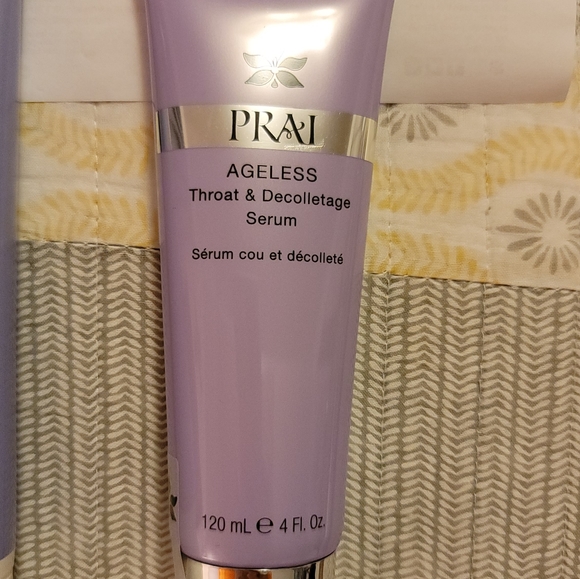 PRAI
AGELESS
Throat & Decolletage
Serum
Sérum cou et décolleté
120 mL ℮ 4 Fl. Oz.